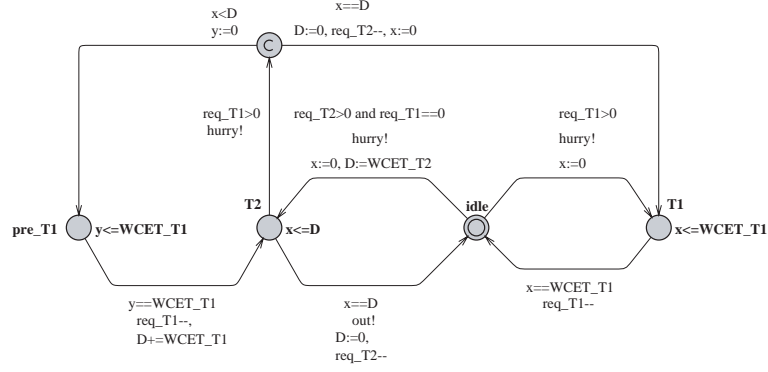 x<D
y:=0
x==D
D:=0, req_T2--, x:=0
C
req_T1>0
hurry!
req_T2>0 and req_T1==0
hurry!
x:=0, D:=WCET_T2
req_T1>0
hurry!
x:=0
pre_T1
y<=WCET_T1
T2
x<=D
idle
T1
x<=WCET_T1
y==WCET_T1
req_T1--,
D+=WCET_T1
x==D
out!
D:=0,
req_T2--
x==WCET_T1
req_T1--